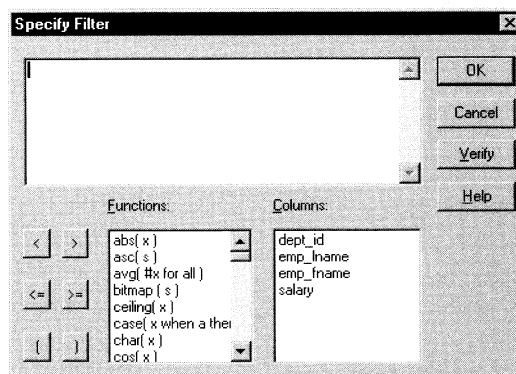 Specify Filter
OK
Cancel
Verify
Help
Functions:
Columns:
< >
<= >=
( )
abs( x )
asc( s )
avg( #x for all )
bitmap ( s )
ceiling( x )
case( x when a the
char( x )
cos( x )
dept_id
emp_lname
emp_fname
salary